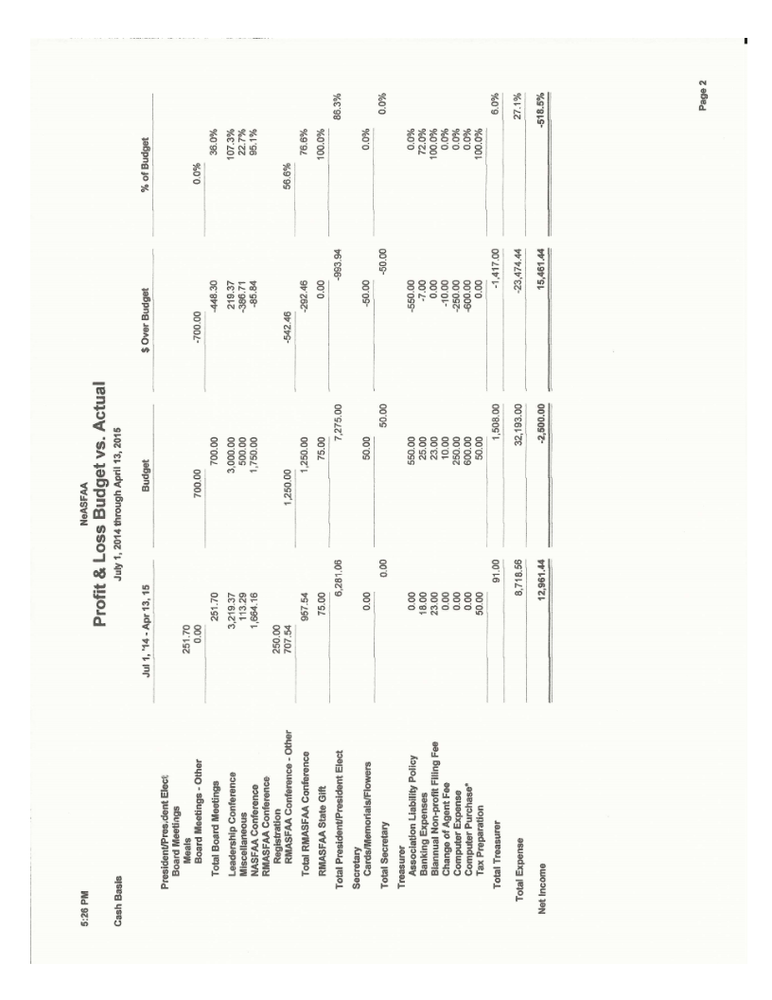 5:26 PM
NeASFAA
Profit & Loss Budget vs. Actual
Cash Basis July 1, 2014 through April 13, 2015
Jul 1, '14 - Apr 13, 15 Budget $ Over Budget % of Budget
President/President Elect
Board Meetings
Meals 251.70
Board Meetings - Other 0.00 700.00 -700.00 0.0%
Total Board Meetings 251.70 700.00 -448.30 36.0%
Leadership Conference 3,219.37 3,000.00 219.37 107.3%
Miscellaneous 113.29 500.00 -386.71 22.7%
NASFAA Conference 1,664.16 1,750.00 -85.84 95.1%
RMASFAA Conference
Registration 250.00
RMASFAA Conference - Other 707.54 1,250.00 -542.46 56.6%
Total RMASFAA Conference 957.54 1,250.00 -292.46 76.6%
RMASFAA State Gift 75.00 75.00 0.00 100.0%
Total President/President Elect 6,281.06 7,275.00 -993.94 86.3%
Secretary
Cards/Memorials/Flowers 0.00 50.00 -50.00 0.0%
Total Secretary 0.00 50.00 -50.00 0.0%
Treasurer
Association Liability Policy 0.00 550.00 -550.00 0.0%
Banking Expenses 18.00 25.00 -7.00 72.0%
Biannual Non-profit Filing Fee 23.00 23.00 0.00 100.0%
Change of Agent Fee 0.00 10.00 -10.00 0.0%
Computer Expense 0.00 250.00 -250.00 0.0%
Computer Purchase* 0.00 600.00 -600.00 0.0%
Tax Preparation 50.00 50.00 0.00 100.0%
Total Treasurer 91.00 1,508.00 -1,417.00 6.0%
Total Expense 8,718.56 32,193.00 -23,474.44 27.1%
Net Income 12,961.44 -2,500.00 15,461.44 -518.5%
Page 2